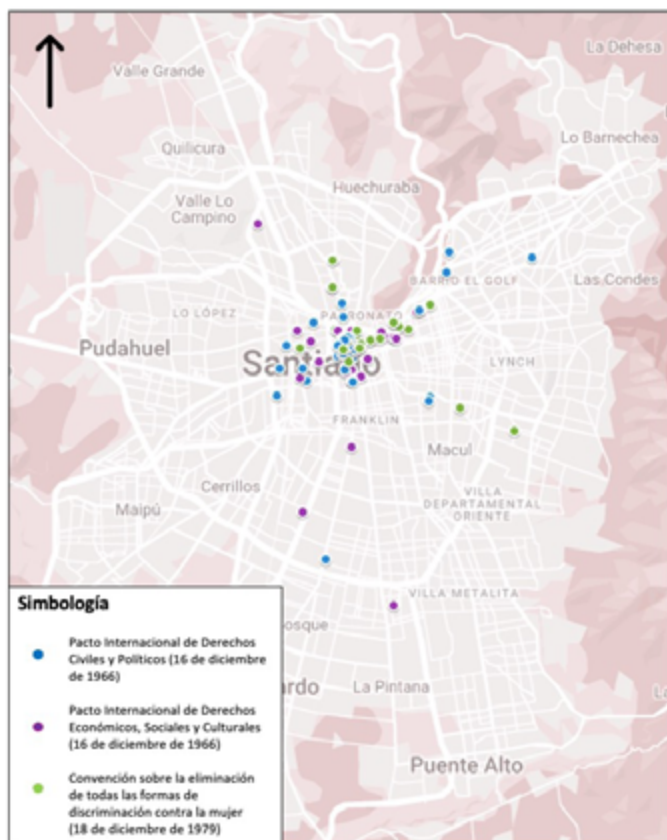 La Dehesa
Valle Grande
Lo Barnechea
Quilicura
Huechuraba
Valle Lo
Campino
BARRIO EL GOLF
Las Condes
LO LÓPEZ
PATRONATO
Pudahuel
Santiago
LYNCH
FRANKLIN
Macul
Cerrillos
VILLA
DEPARTAMENTAL
ORIENTE
Maipú
VILLA METALITA
osque
rdo
La Pintana
Puente Alto
Simbología
Pacto Internacional de Derechos
Civiles y Políticos (16 de diciembre
de 1966)
Pacto Internacional de Derechos
Económicos, Sociales y Culturales
(16 de diciembre de 1966)
Convención sobre la eliminación
de todas las formas de
discriminación contra la mujer
(18 de diciembre de 1979)